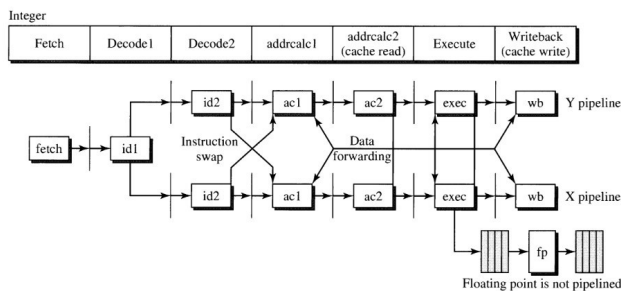 Integer
Fetch
Decode1
Decode2
addrcalc1
addrcalc2
(cache read)
Execute
Writeback
(cache write)
id2
ac1
ac2
exec
wb
Y pipeline
fetch
id1
Instruction
swap
Data
forwarding
id2
ac1
ac2
exec
wb
X pipeline
fp
Floating point is not pipelined